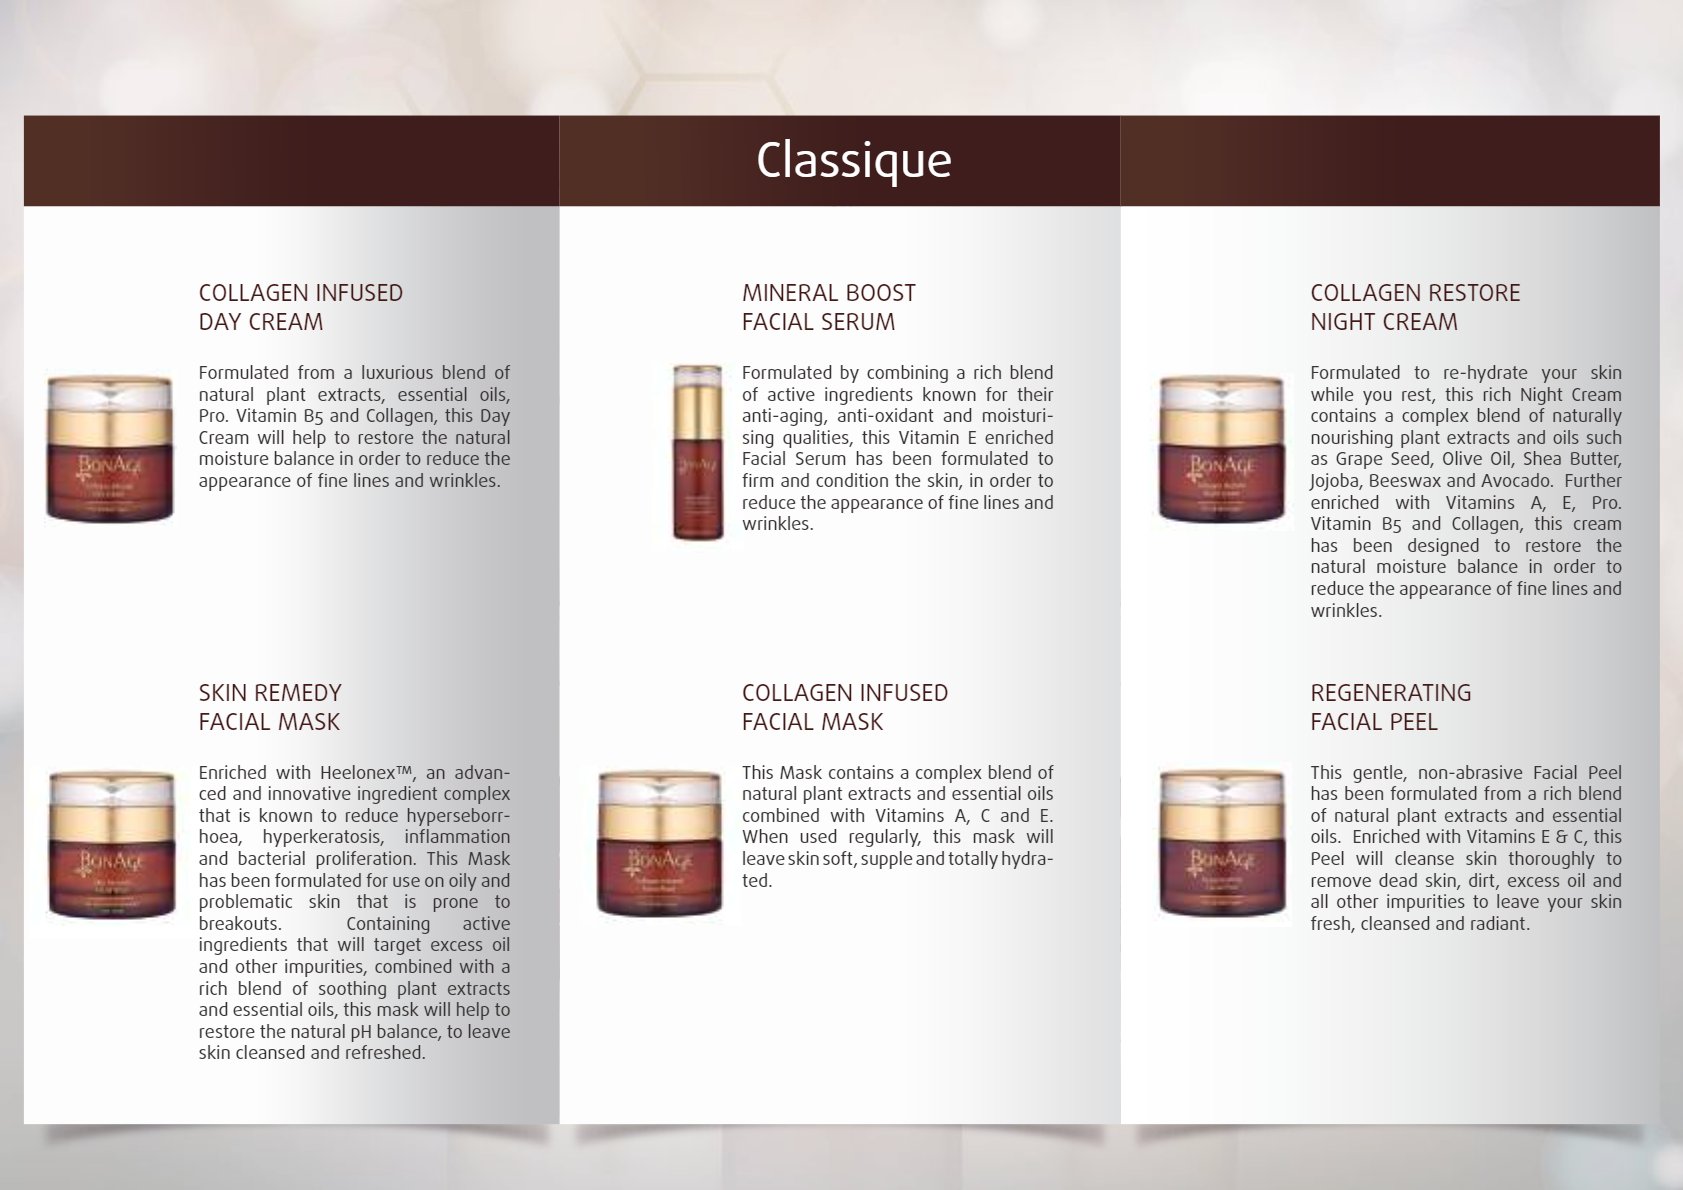 Classique
COLLAGEN INFUSED
DAY CREAM
Formulated from a luxurious blend of
natural plant extracts, essential oils,
Pro. Vitamin B5 and Collagen, this Day
Cream will help to restore the natural
moisture balance in order to reduce the
appearance of fine lines and wrinkles.
BONAGE
MINERAL BOOST
FACIAL SERUM
Formulated by combining a rich blend
of active ingredients known for their
anti-aging, anti-oxidant and moisturi-
sing qualities, this Vitamin E enriched
Facial Serum has been formulated to
firm and condition the skin, in order to
reduce the appearance of fine lines and
wrinkles.
BONAGE
COLLAGEN RESTORE
NIGHT CREAM
Formulated to re-hydrate your skin
while you rest, this rich Night Cream
contains a complex blend of naturally
nourishing plant extracts and oils such
as Grape Seed, Olive Oil, Shea Butter,
Jojoba, Beeswax and Avocado. Further
enriched with Vitamins A, E, Pro.
Vitamin B5 and Collagen, this cream
has been designed to restore the
natural moisture balance in order to
reduce the appearance of fine lines and
wrinkles.
BONAGE
SKIN REMEDY
FACIAL MASK
Enriched with Heelonex™, an advan-
ced and innovative ingredient complex
that is known to reduce hyperseborr-
hoea, hyperkeratosis, inflammation
and bacterial proliferation. This Mask
has been formulated for use on oily and
problematic skin that is prone to
breakouts. Containing active
ingredients that will target excess oil
and other impurities, combined with a
rich blend of soothing plant extracts
and essential oils, this mask will help to
restore the natural pH balance, to leave
skin cleansed and refreshed.
BONAGE
COLLAGEN INFUSED
FACIAL MASK
This Mask contains a complex blend of
natural plant extracts and essential oils
combined with Vitamins A, C and E.
When used regularly, this mask will
leave skin soft, supple and totally hydra-
ted.
BONAGE
REGENERATING
FACIAL PEEL
This gentle, non-abrasive Facial Peel
has been formulated from a rich blend
of natural plant extracts and essential
oils. Enriched with Vitamins E & C, this
Peel will cleanse skin thoroughly to
remove dead skin, dirt, excess oil and
all other impurities to leave your skin
fresh, cleansed and radiant.
BONAGE